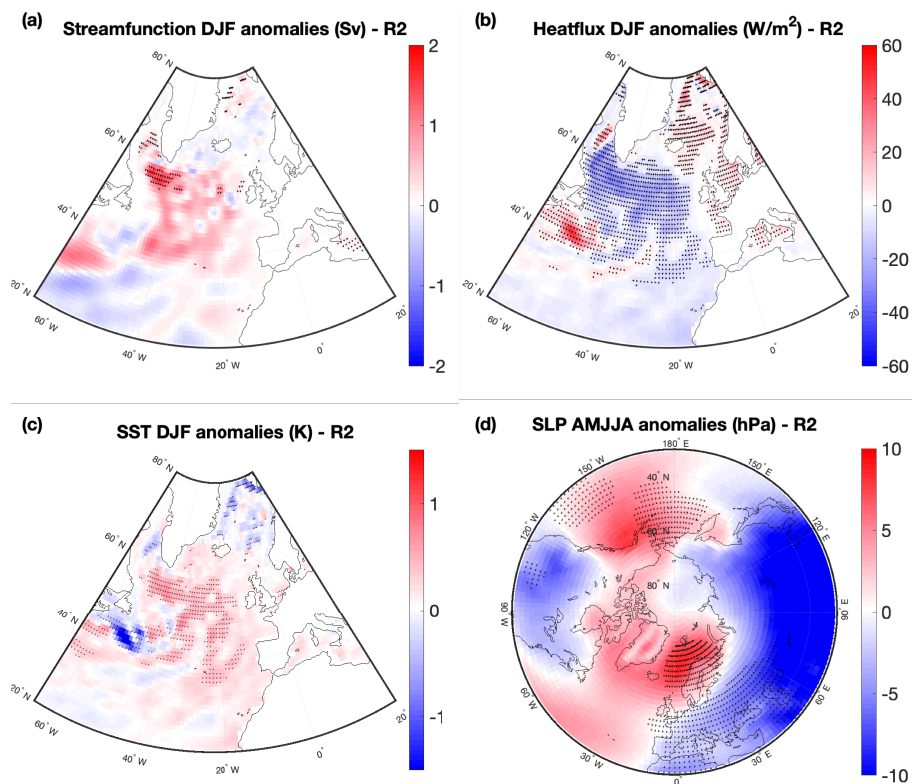 (a)
Streamfunction DJF anomalies (Sv) - R2
80° N
60° N
40° N
20° N
60° W
40° W
20° W
0°
20°
2
1
0
-1
-2
(b)
Heatflux DJF anomalies (W/m²) - R2
80° N
60° N
40° N
20° N
60° W
40° W
20° W
0°
20°
60
40
20
0
-20
-40
-60
(c)
SST DJF anomalies (K) - R2
80° N
60° N
40° N
20° N
60° W
40° W
20° W
0°
20°
1
0
-1
(d)
SLP AMJJA anomalies (hPa) - R2
180° E
150° W
150° E
120° W
120° E
90° W
90° E
60° W
60° E
30° W
30° E
0°
40° N
60° N
80° N
10
5
0
-5
-10